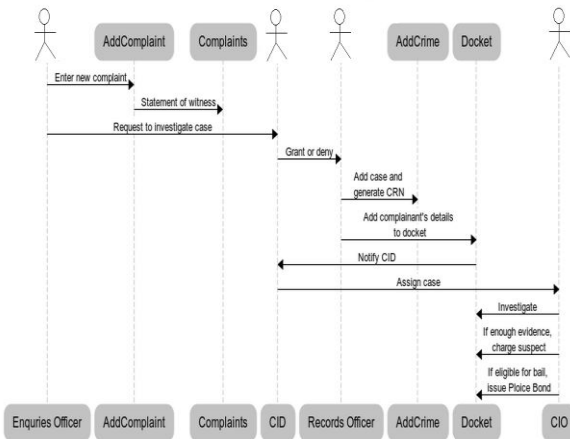 AddComplaint Complaints AddCrime Docket
Enter new complaint
Statement of witness
Request to investigate case
Grant or deny
Add case and
generate CRN
Add complainant's details
to docket
Notify CID
Assign case
Investigate
If enough evidence,
charge suspect
If eligible for bail,
issue Ploice Bond
Enquries Officer AddComplaint Complaints CID Records Officer AddCrime Docket CIO